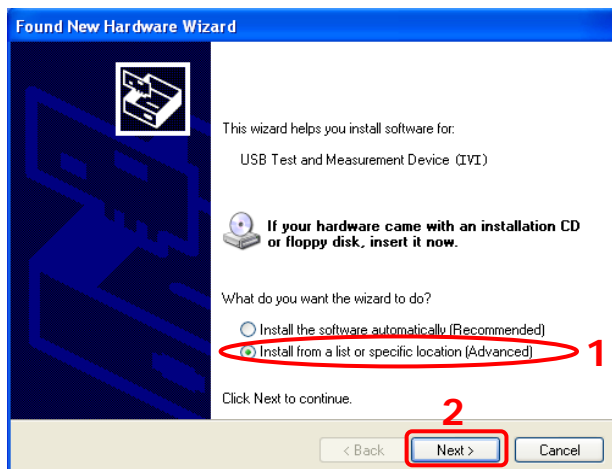 Found New Hardware Wizard
This wizard helps you install software for:
USB Test and Measurement Device (IVI)
If your hardware came with an installation CD
or floppy disk, insert it now.
What do you want the wizard to do?
Install the software automatically (Recommended)
Install from a list or specific location (Advanced)
1
Click Next to continue.
2
< Back Next > Cancel